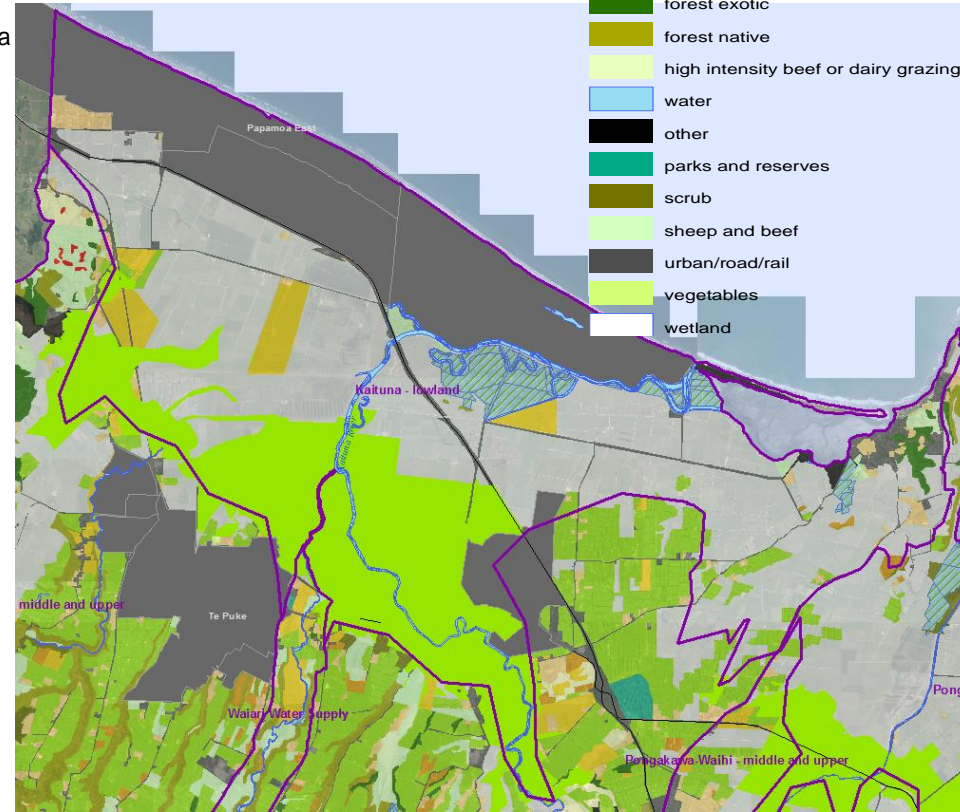 a
forest exotic
forest native
high intensity beef or dairy grazing
water
other
parks and reserves
scrub
sheep and beef
urban/road/rail
vegetables
wetland
Papamoa East
Kaituna - lowland
middle and upper
Te Puke
Waiari Water Supply
Pong
Pongakawa-Waihi - middle and upper